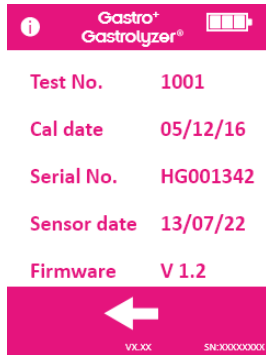 i
Gastro+
Gastrolyzer®
Test No. 1001
Cal date 05/12/16
Serial No. HG001342
Sensor date 13/07/22
Firmware V 1.2
VX.XX SN:XXXXXXXX